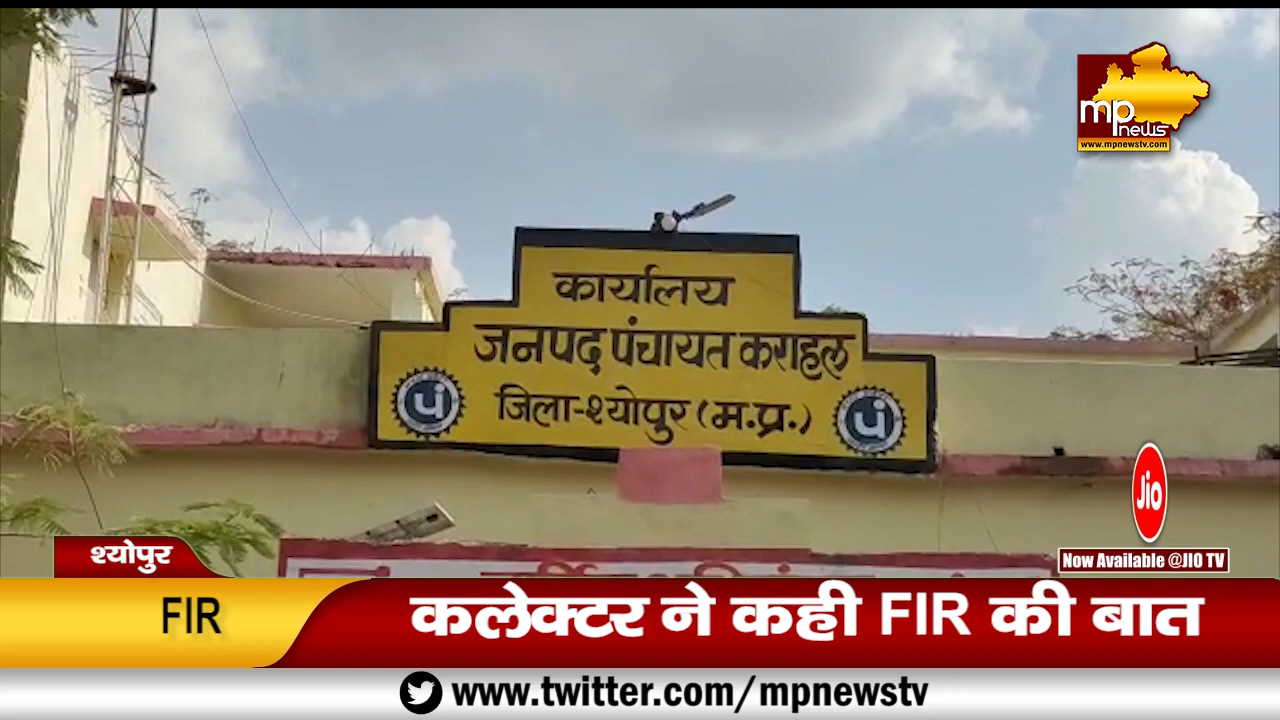 mp
news
www.mpnewstv.com
कार्यालय
जनपद पंचायत कराहल
जिला-श्योपुर (म.प्र.)
पं
पं
Jio
Now Available @JIO TV
श्योपुर
FIR
कलेक्टर ने कही FIR की बात
www.twitter.com/mpnewstv